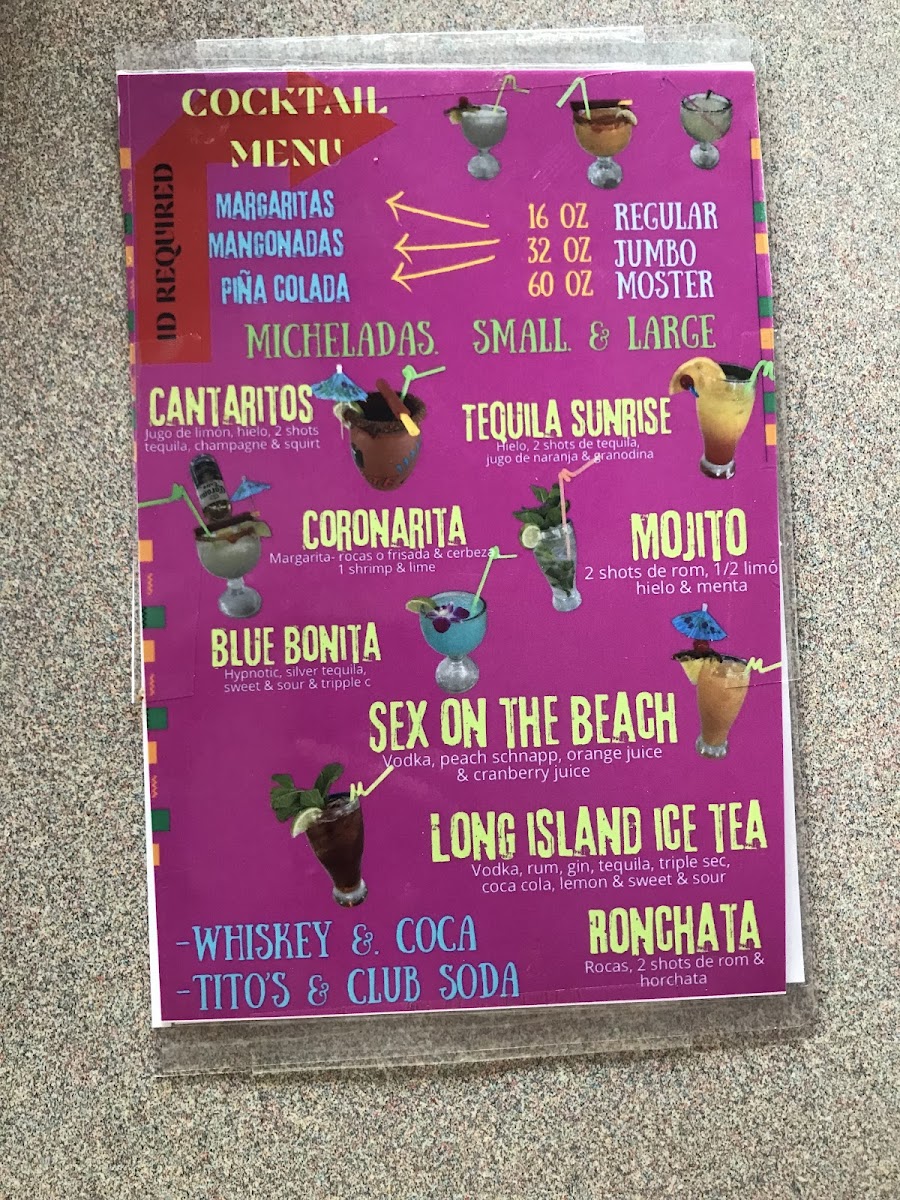 COCKTAIL
MENU
ID REQUIRED
MARGARITAS
MANGONADAS
PIÑA COLADA
16 OZ REGULAR
32 OZ JUMBO
60 OZ MOSTER
MICHELADAS. SMALL. & LARGE
CANTARITOS
Jugo de limon, hielo, 2 shots
tequila, champagne & squirt
TEQUILA SUNRISE
Hielo, 2 shots de tequila,
jugo de naranja & granodina
CORONARITA
Margarita- rocas o frisada & cerbeza
1 shrimp & lime
MOJITO
2 shots de rom, 1/2 limó
hielo & menta
BLUE BONITA
Hypnotic, silver tequila,
sweet & sour & tripple c
SEX ON THE BEACH
Vodka, peach schnapp, orange juice
& cranberry juice
LONG ISLAND ICE TEA
Vodka, rum, gin, tequila, triple sec,
coca cola, lemon & sweet & sour
-WHISKEY &. COCA
-TITO'S & CLUB SODA
RONCHATA
Rocas, 2 shots de rom &
horchata